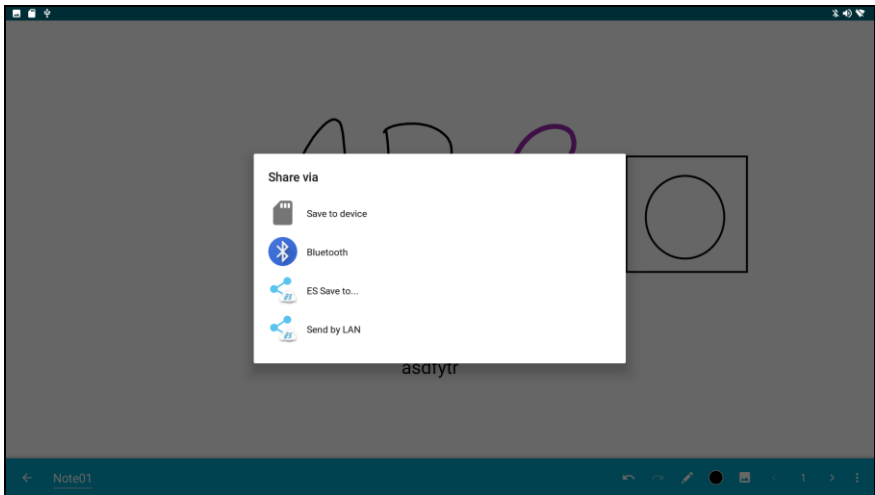 Share via
Save to device
Bluetooth
ES Save to...
Send by LAN
asdfytr
Note01
1